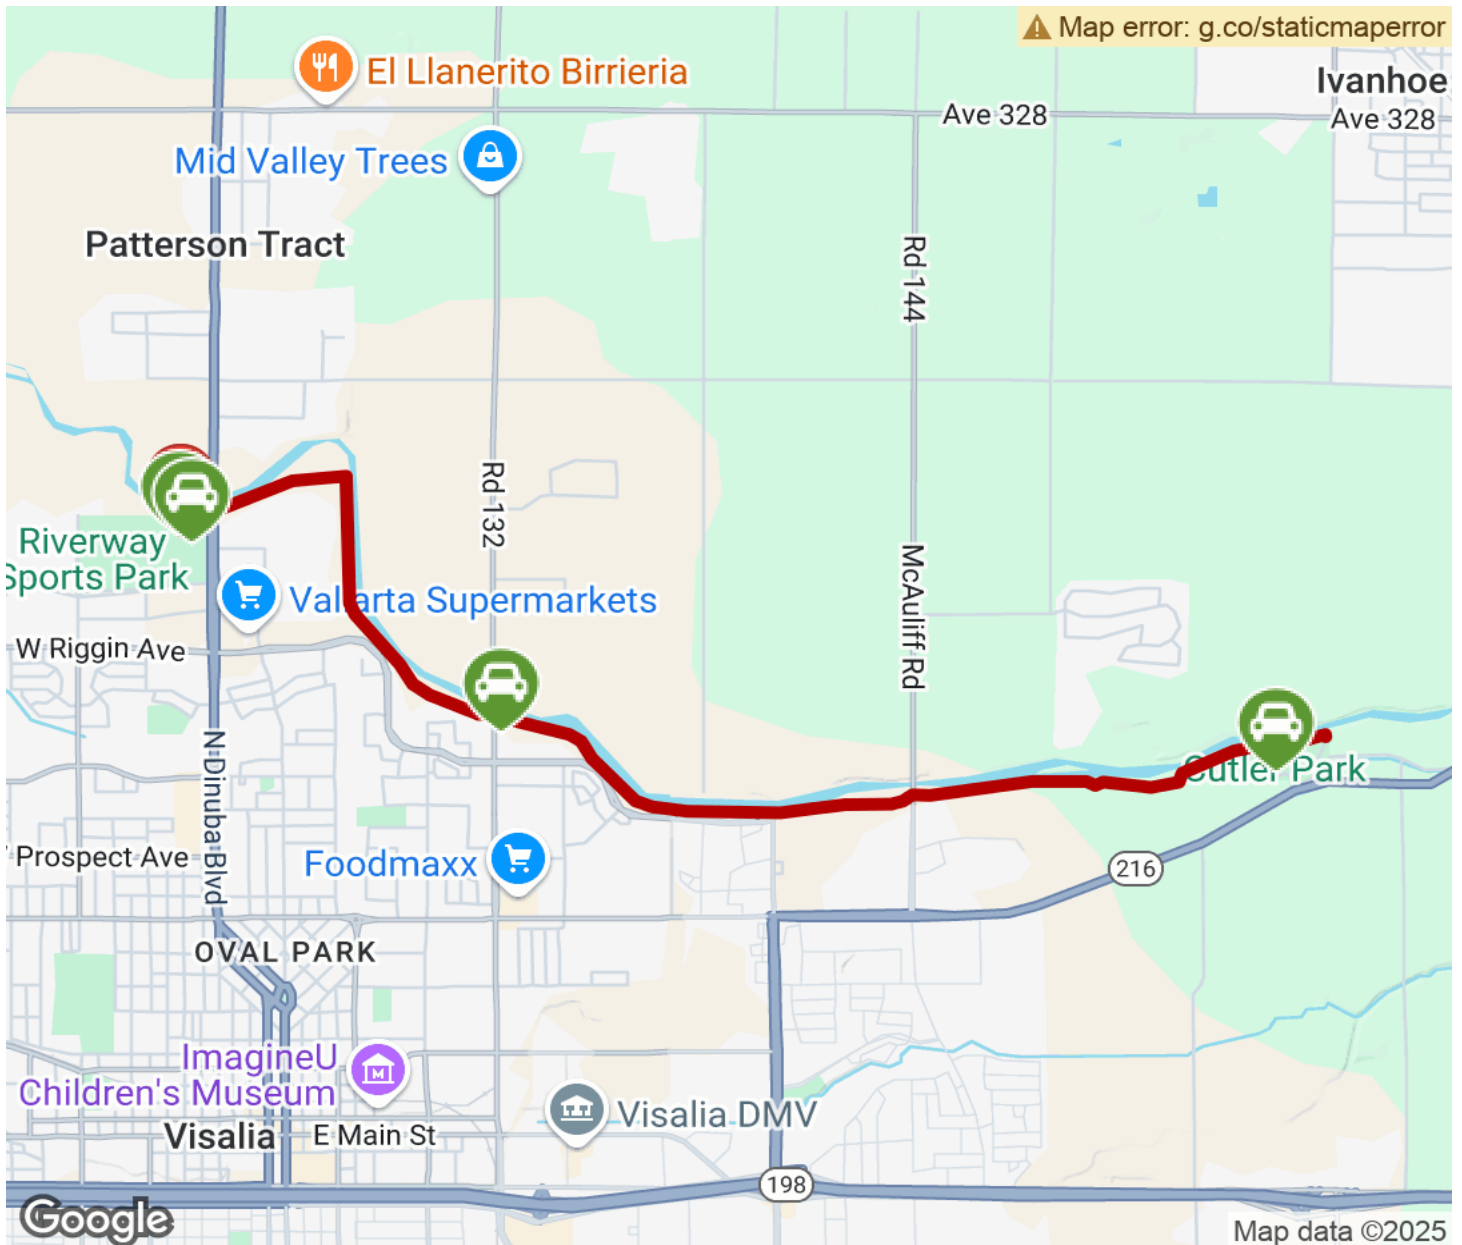 Map error: g.co/staticmaperror
El Llanerito Birrieria
Ivanhoe
Ave 328
Ave 328
Mid Valley Trees
Patterson Tract
Rd 144
Rd 132
Riverway
Sports Park
Vallarta Supermarkets
McAuliff Rd
W Riggin Ave
N Dinuba Blvd
Cutler Park
Prospect Ave
Foodmaxx
216
OVAL PARK
ImagineU
Children's Museum
Visalia DMV
Visalia
E Main St
198
Google
Map data ©2025